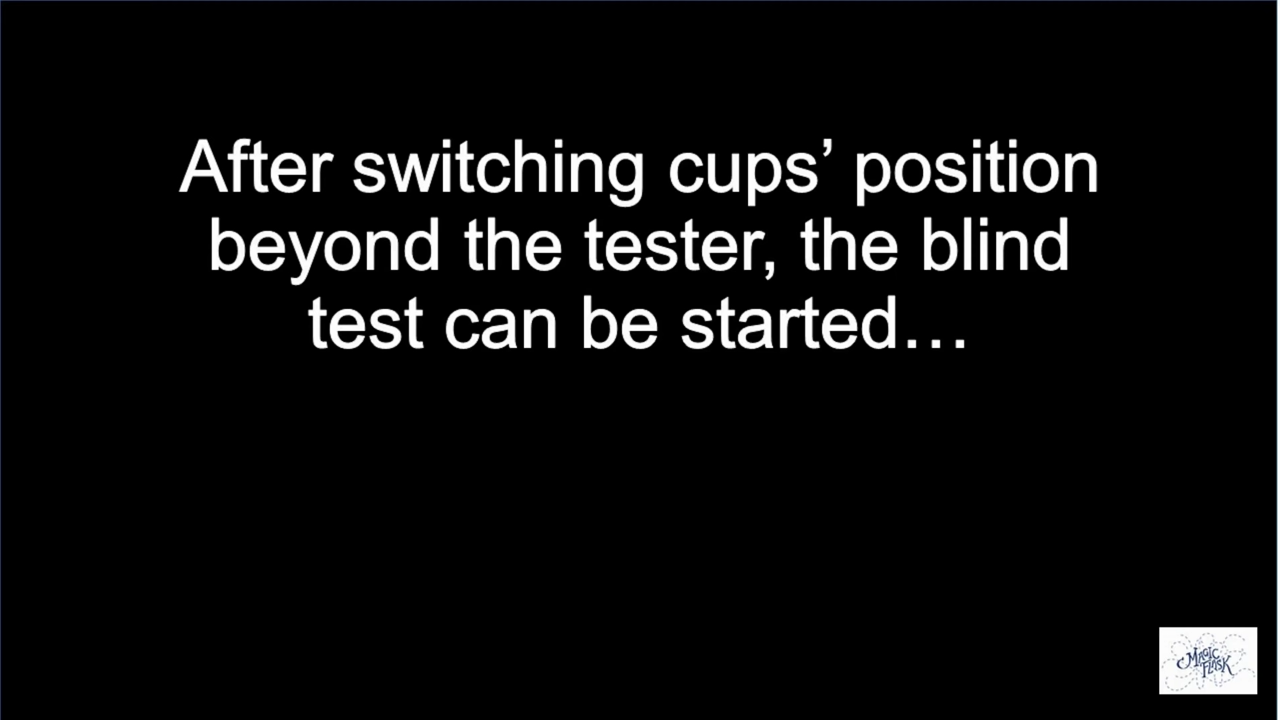 After switching cups’ position
beyond the tester, the blind
test can be started…
MAGIC
FLASK